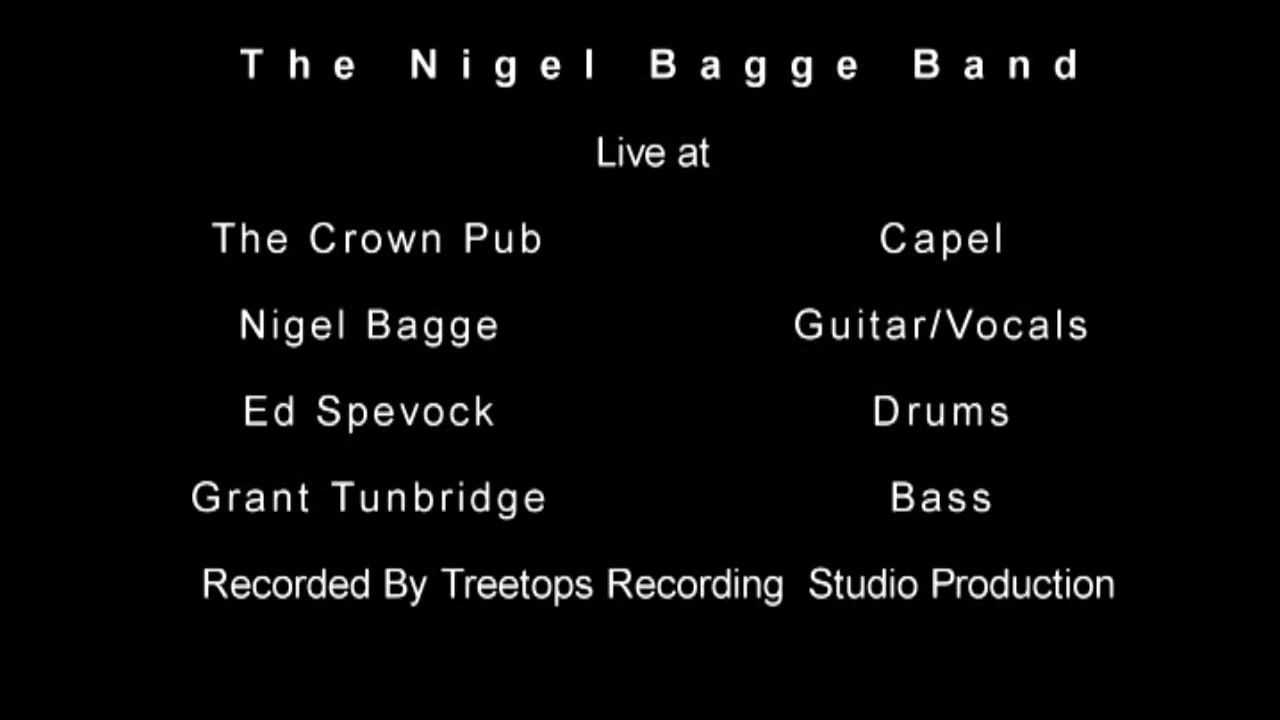 The Nigel Bagge Band
Live at
The Crown Pub Capel
Nigel Bagge Guitar/Vocals
Ed Spevock Drums
Grant Tunbridge Bass
Recorded By Treetops Recording Studio Production